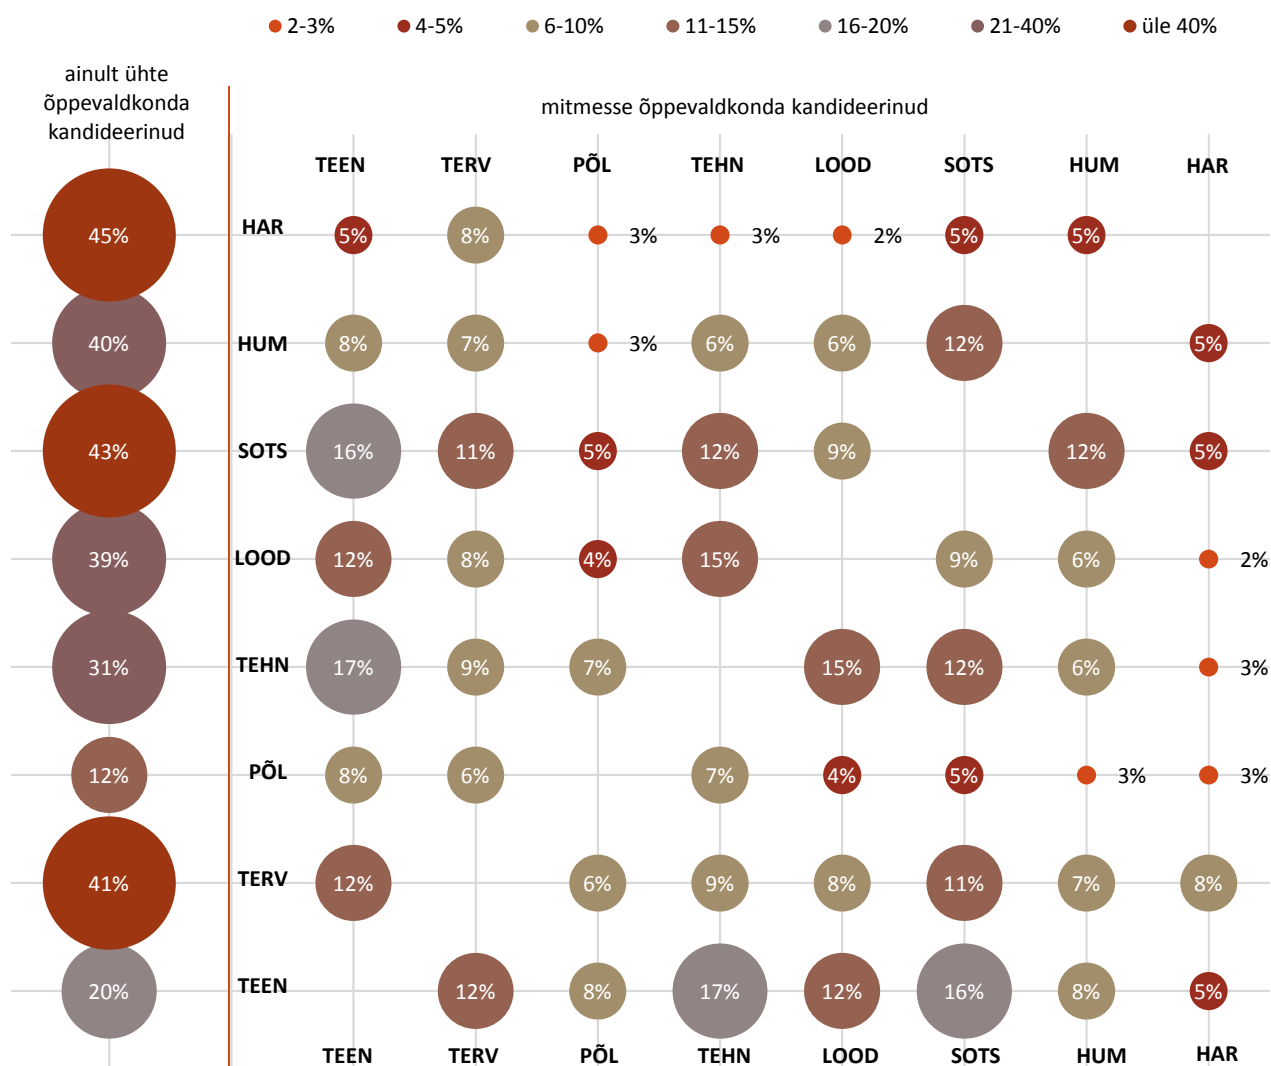 2-3% 4-5% 6-10% 11-15% 16-20% 21-40% üle 40%
ainult ühte
õppevaldkonda
kandideerinud
mitmesse õppevaldkonda kandideerinud
TEEN TERV PÕL TEHN LOOD SOTS HUM HAR
45% HAR 5% 8% 3% 3% 2% 5% 5%
40% HUM 8% 7% 3% 6% 6% 12% 5%
43% SOTS 16% 11% 5% 12% 9% 12% 5%
39% LOOD 12% 8% 4% 15% 9% 6% 2%
31% TEHN 17% 9% 7% 15% 12% 6% 3%
12% PÕL 8% 6% 7% 4% 5% 3% 3%
41% TERV 12% 6% 9% 8% 11% 7% 8%
20% TEEN 12% 8% 17% 12% 16% 8% 5%
TEEN TERV PÕL TEHN LOOD SOTS HUM HAR